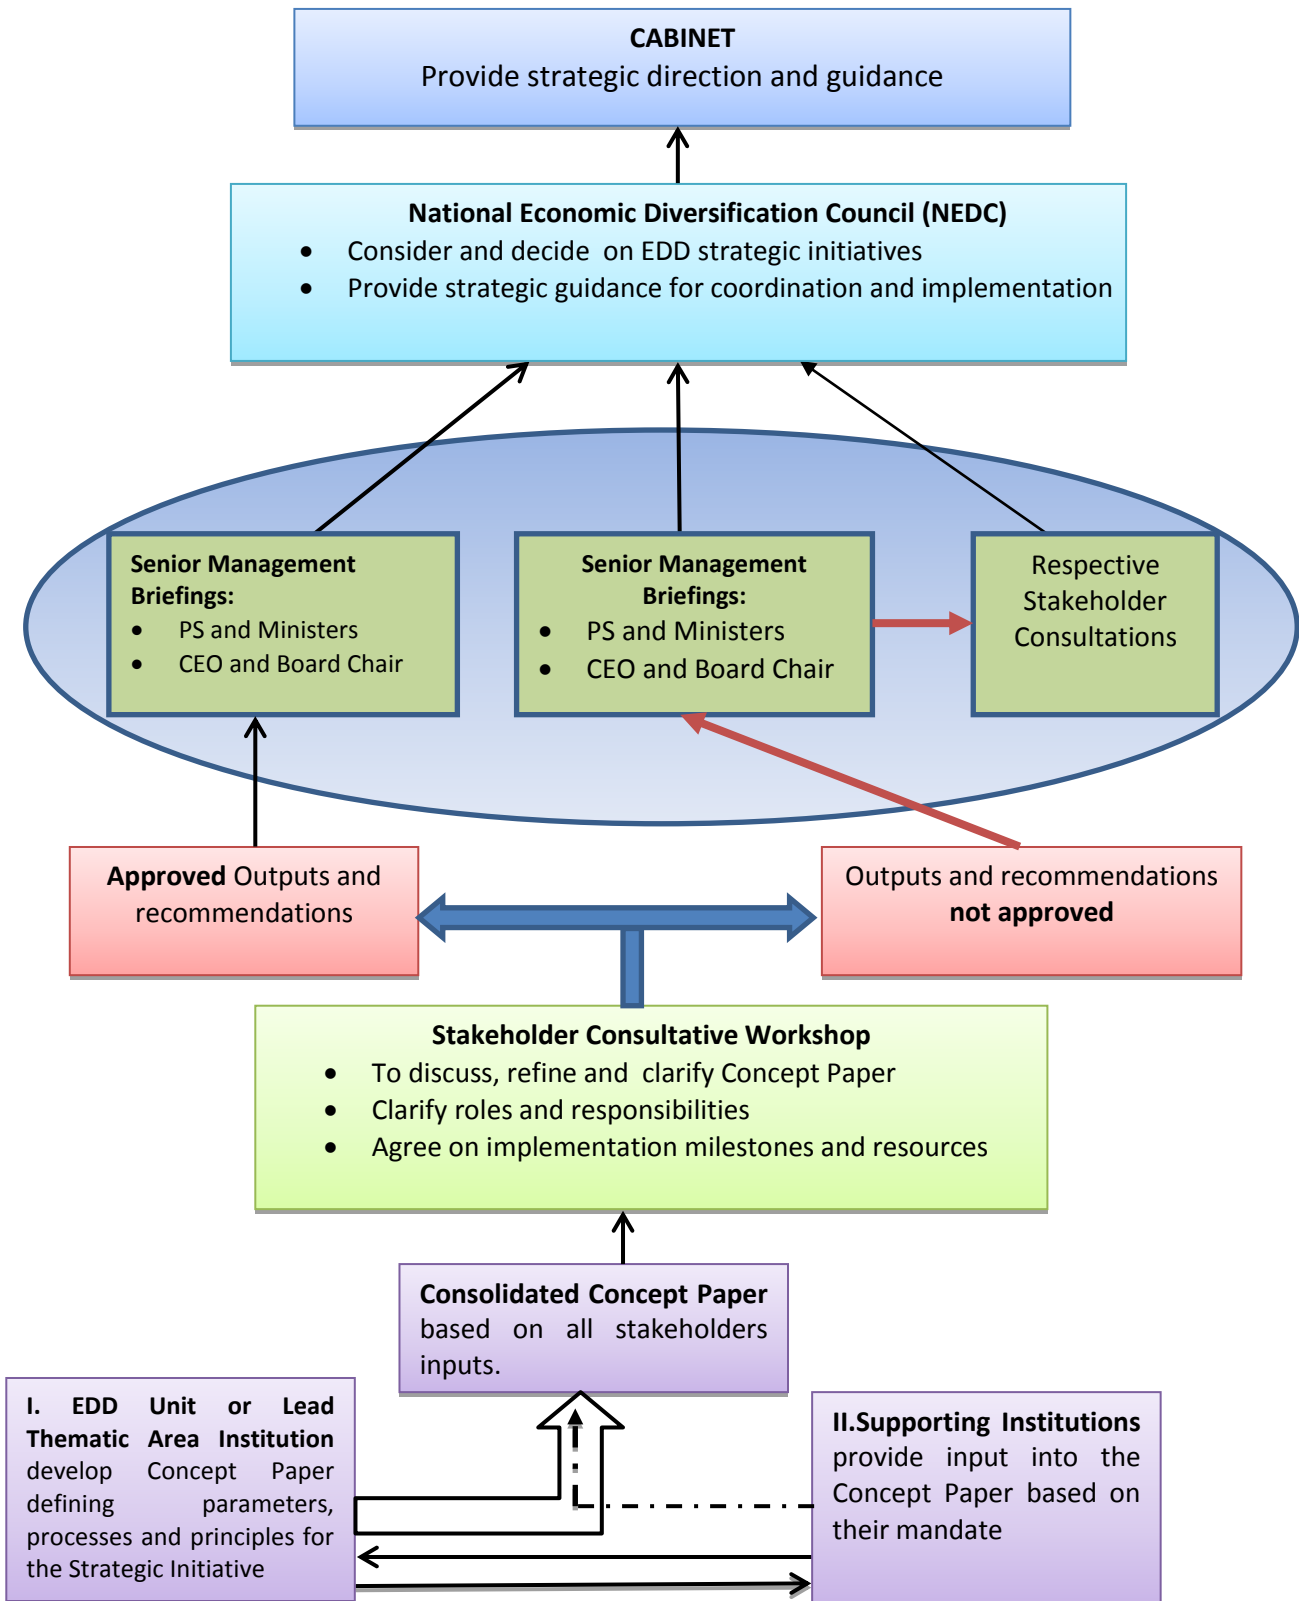 CABINET
Provide strategic direction and guidance
National Economic Diversification Council (NEDC)
• Consider and decide on EDD strategic initiatives
• Provide strategic guidance for coordination and implementation
Senior Management
Briefings:
• PS and Ministers
• CEO and Board Chair
Senior Management
Briefings:
• PS and Ministers
• CEO and Board Chair
Respective
Stakeholder
Consultations
Approved Outputs and
recommendations
Outputs and recommendations
not approved
Stakeholder Consultative Workshop
• To discuss, refine and clarify Concept Paper
• Clarify roles and responsibilities
• Agree on implementation milestones and resources
Consolidated Concept Paper
based on all stakeholders
inputs.
I. EDD Unit or Lead
Thematic Area Institution
develop Concept Paper
defining parameters,
processes and principles for
the Strategic Initiative
II.Supporting Institutions
provide input into the
Concept Paper based on
their mandate